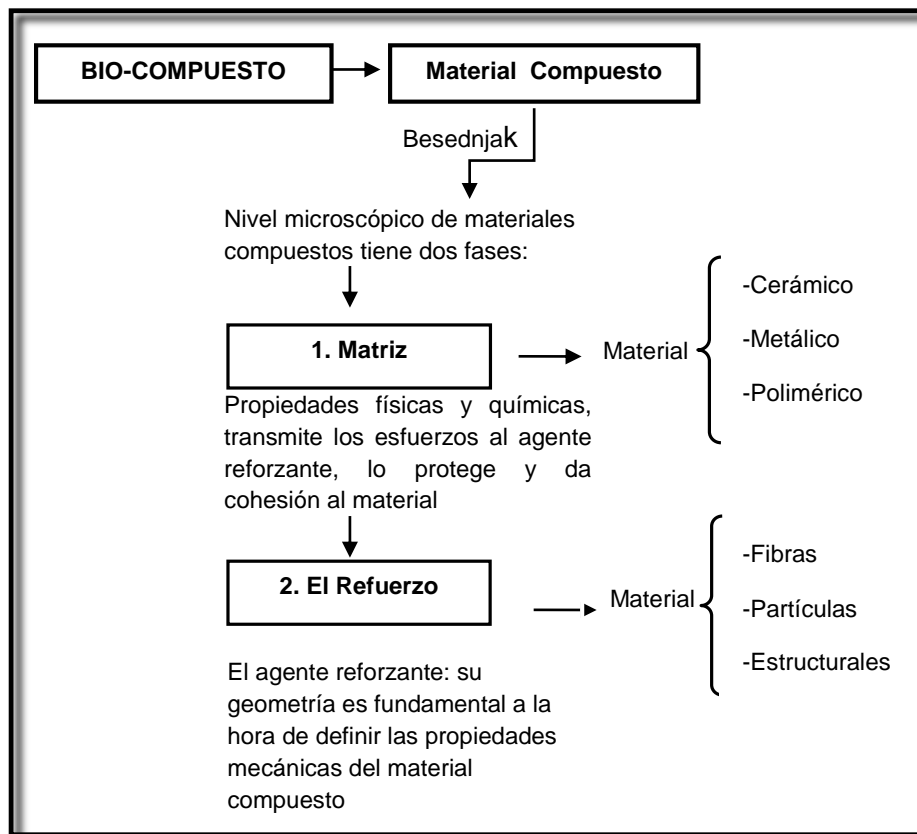 BIO-COMPUESTO
Material Compuesto
Besednjak
Nivel microscópico de materiales
compuestos tiene dos fases:
1. Matriz
Material
-Cerámico
-Metálico
-Polimérico
Propiedades físicas y químicas,
transmite los esfuerzos al agente
reforzante, lo protege y da
cohesión al material
2. El Refuerzo
Material
-Fibras
-Partículas
-Estructurales
El agente reforzante: su
geometría es fundamental a la
hora de definir las propiedades
mecánicas del material
compuesto